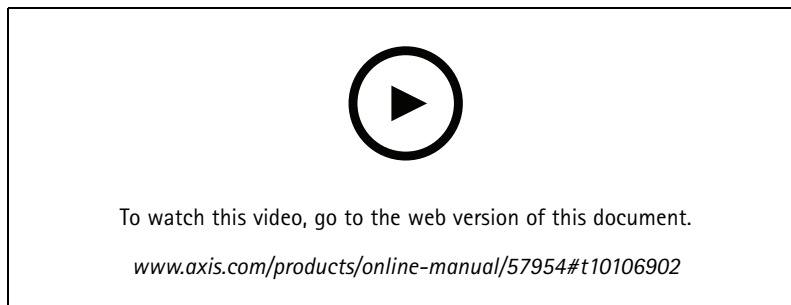 To watch this video, go to the web version of this document.
www.axis.com/products/online-manual/57954#t10106902